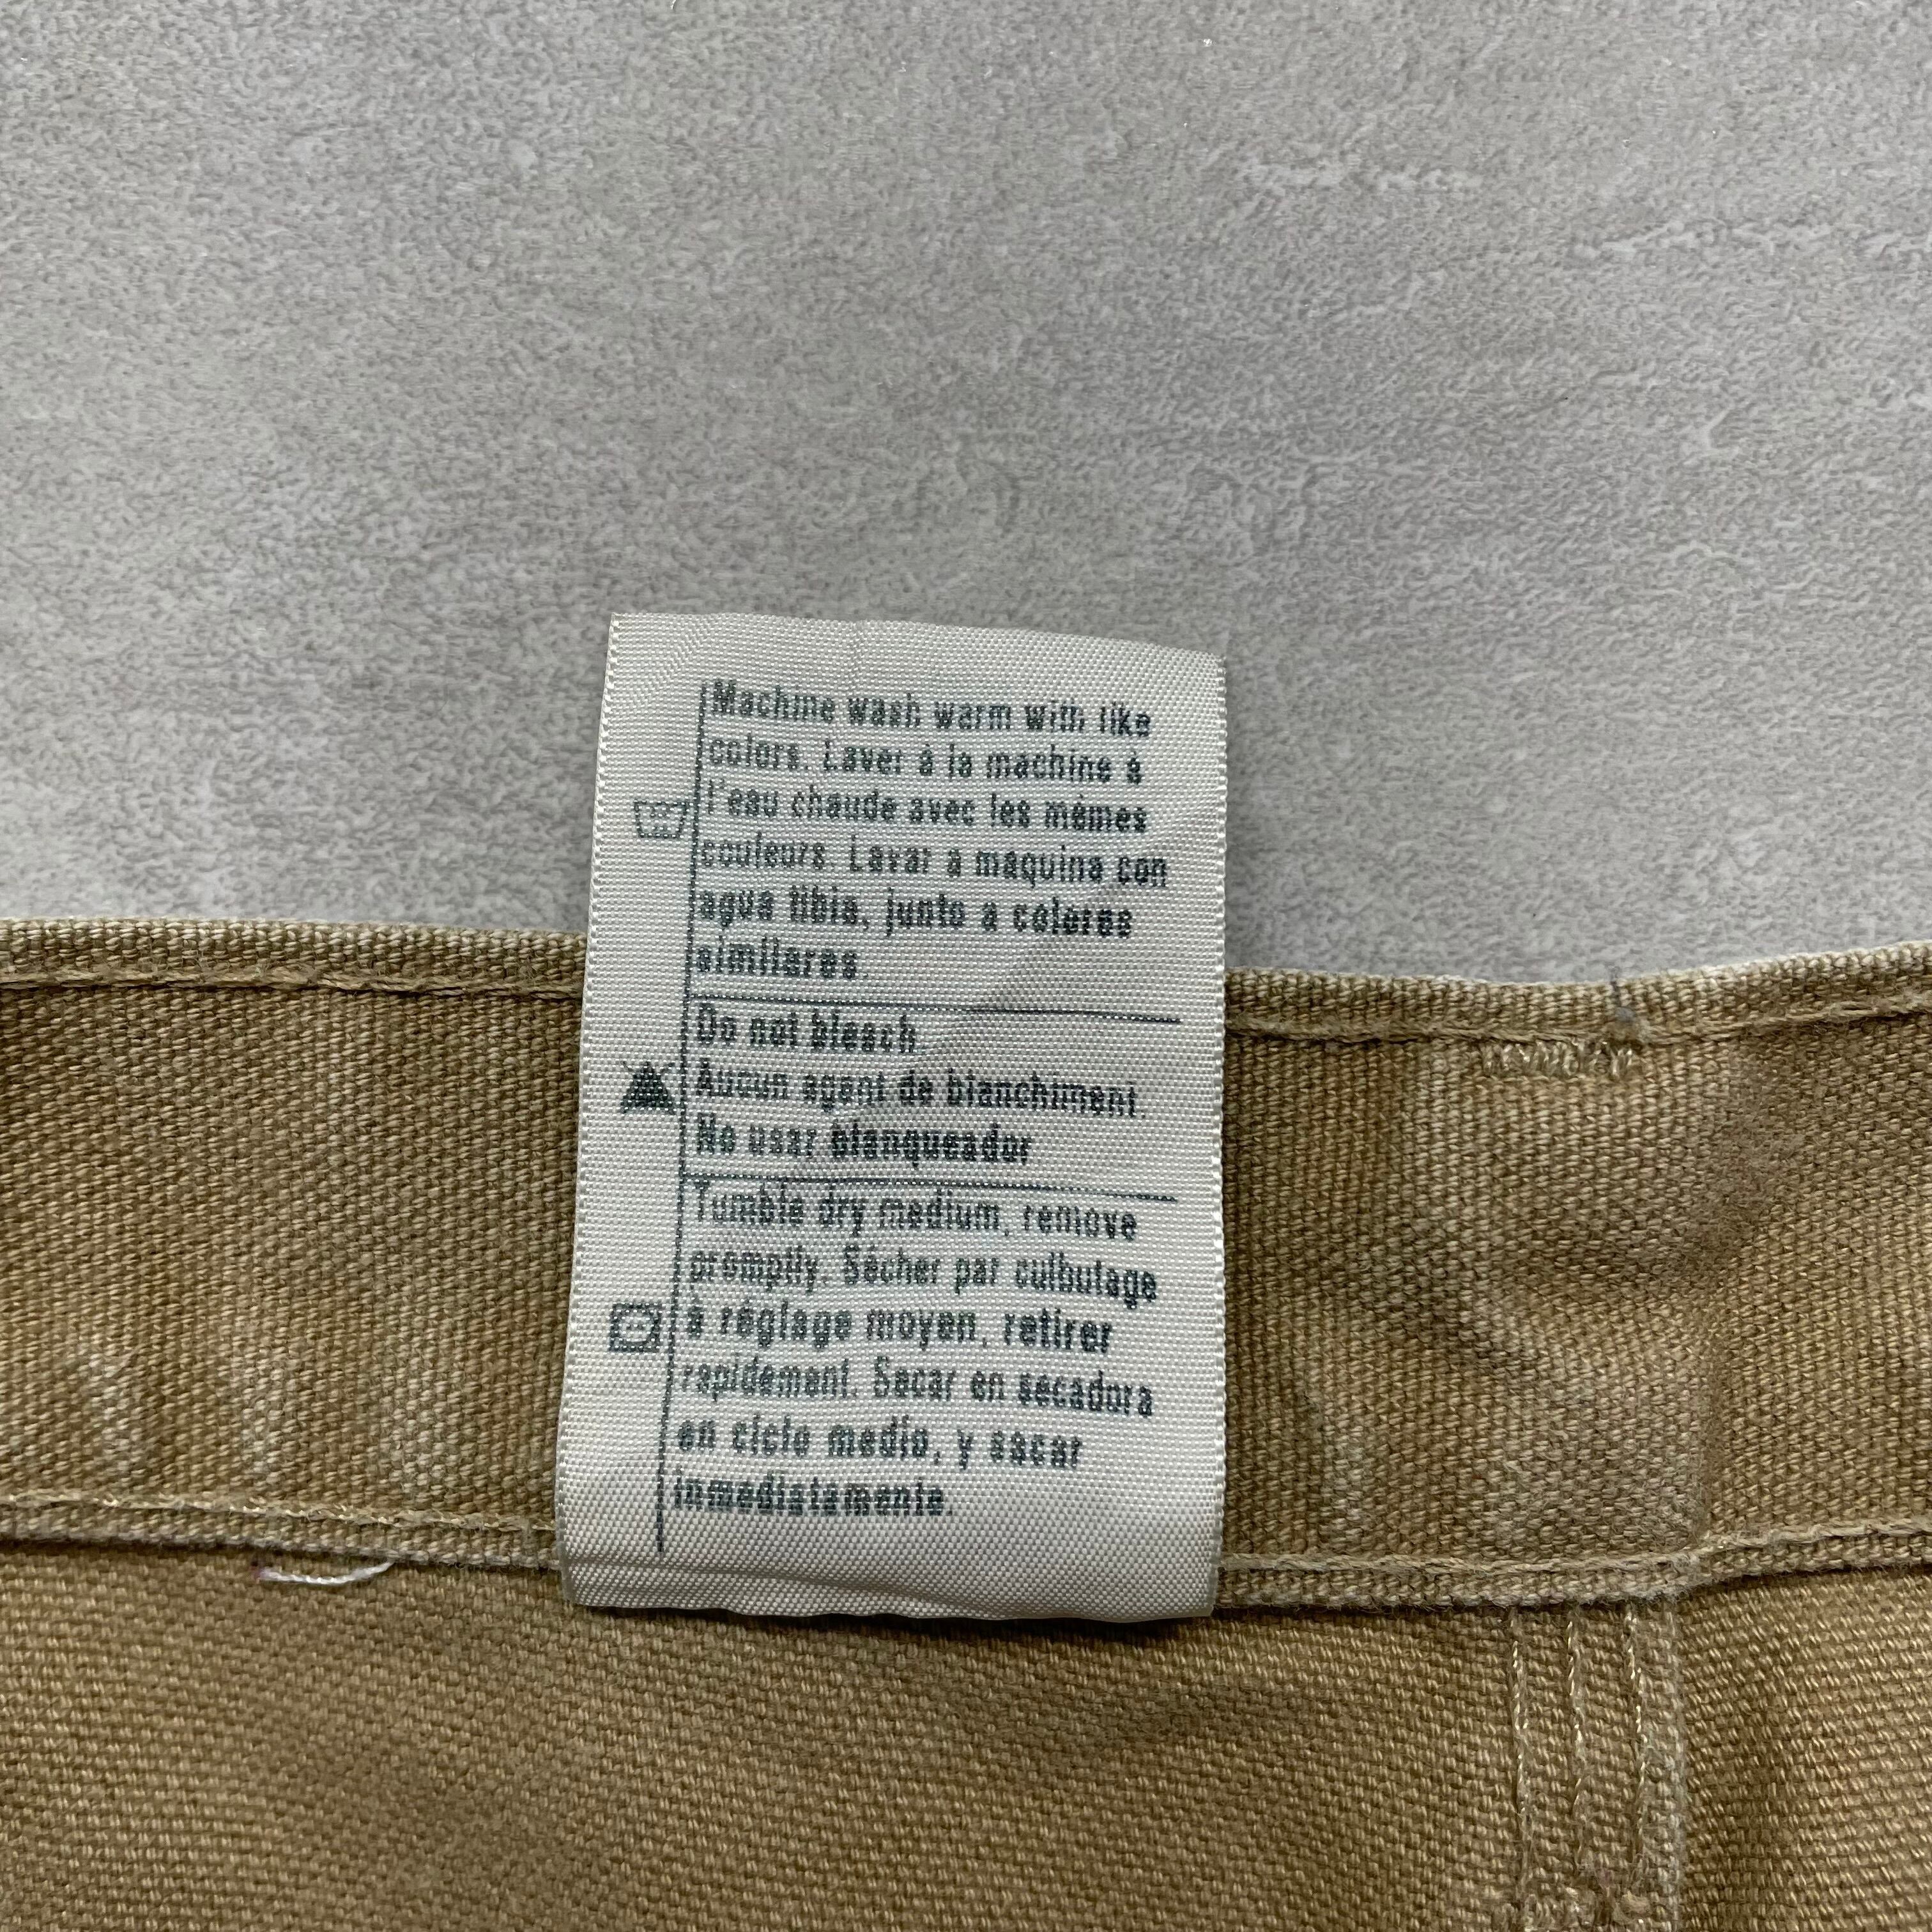 Machine wash warm with like
colors. Laver à la machine à
l'eau chaude avec les mêmes
couleurs. Lavar a maquina con
agua tibia, junto a colores
similares.
Do not bleach.
Aucun agent de blanchiment.
No usar blanqueador
Tumble dry medium, remove
promptly. Sécher par culbutage
à réglage moyen, retirer
rapidement. Secar en secadora
en ciclo medio, y sacar
inmediatamente.